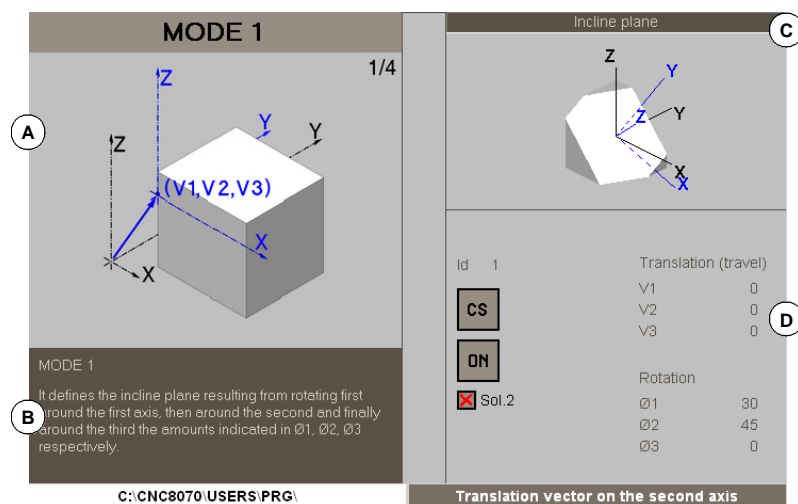 MODE 1
1/4
A
Z
Y
Y
Z
(V1,V2,V3)
X
X
MODE 1
It defines the incline plane resulting from rotating first
around the first axis, then around the second and finally
around the third the amounts indicated in Ø1, Ø2, Ø3
respectively.
B
C:\CNC8070\USERS\PRG\
Incline plane
C
Z
Y
Z
Y
X
X
Id 1
CS
ON
Sol.2
Translation (travel)
V1 0
V2 0
V3 0
D
Rotation
Ø1 30
Ø2 45
Ø3 0
Translation vector on the second axis